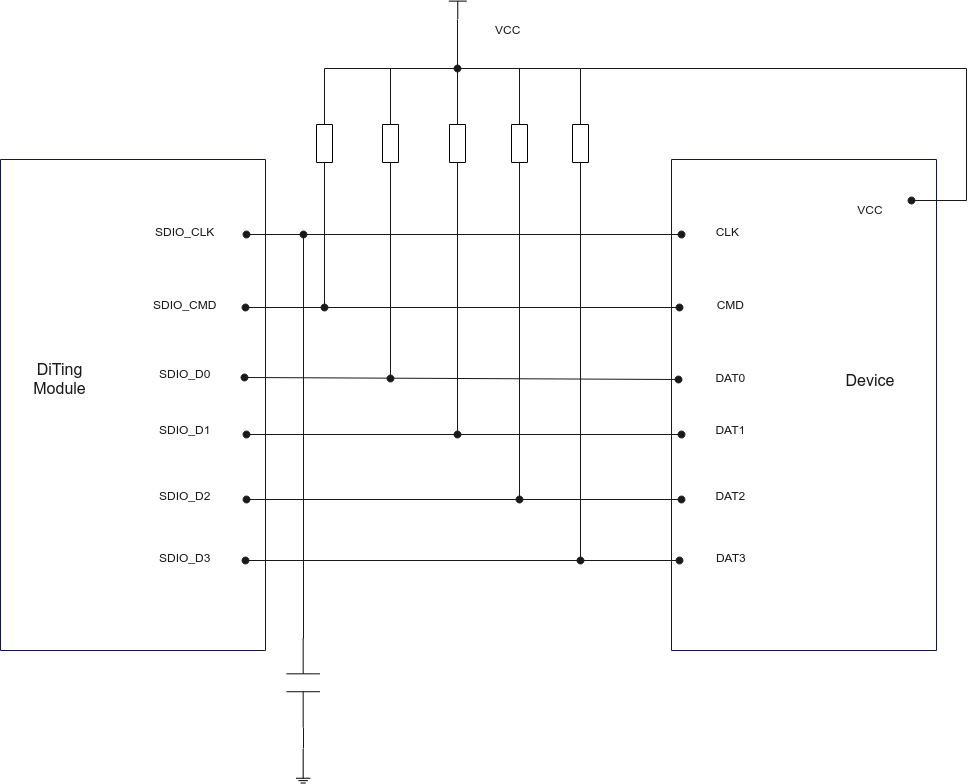 VCC
VCC
SDIO_CLK
CLK
SDIO_CMD
CMD
DiTing
Module
SDIO_D0
DAT0
Device
SDIO_D1
DAT1
SDIO_D2
DAT2
SDIO_D3
DAT3